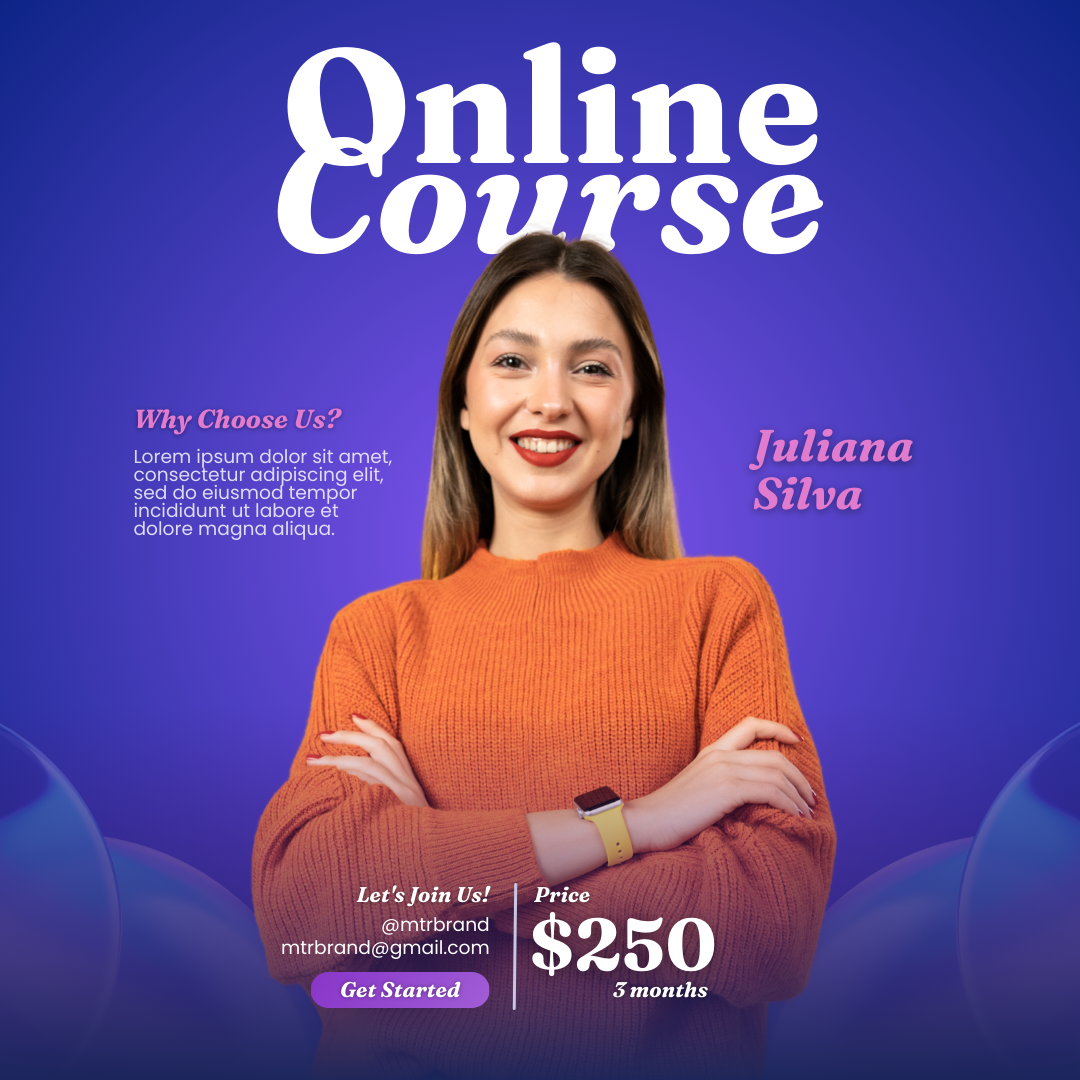 Online
Course
Why Choose Us?
Lorem ipsum dolor sit amet,
consectetur adipiscing elit,
sed do eiusmod tempor
incididunt ut labore et
dolore magna aliqua.
Juliana
Silva
Let's Join Us!
@mtrbrand
mtrbrand@gmail.com
Get Started
Price
$250
3 months